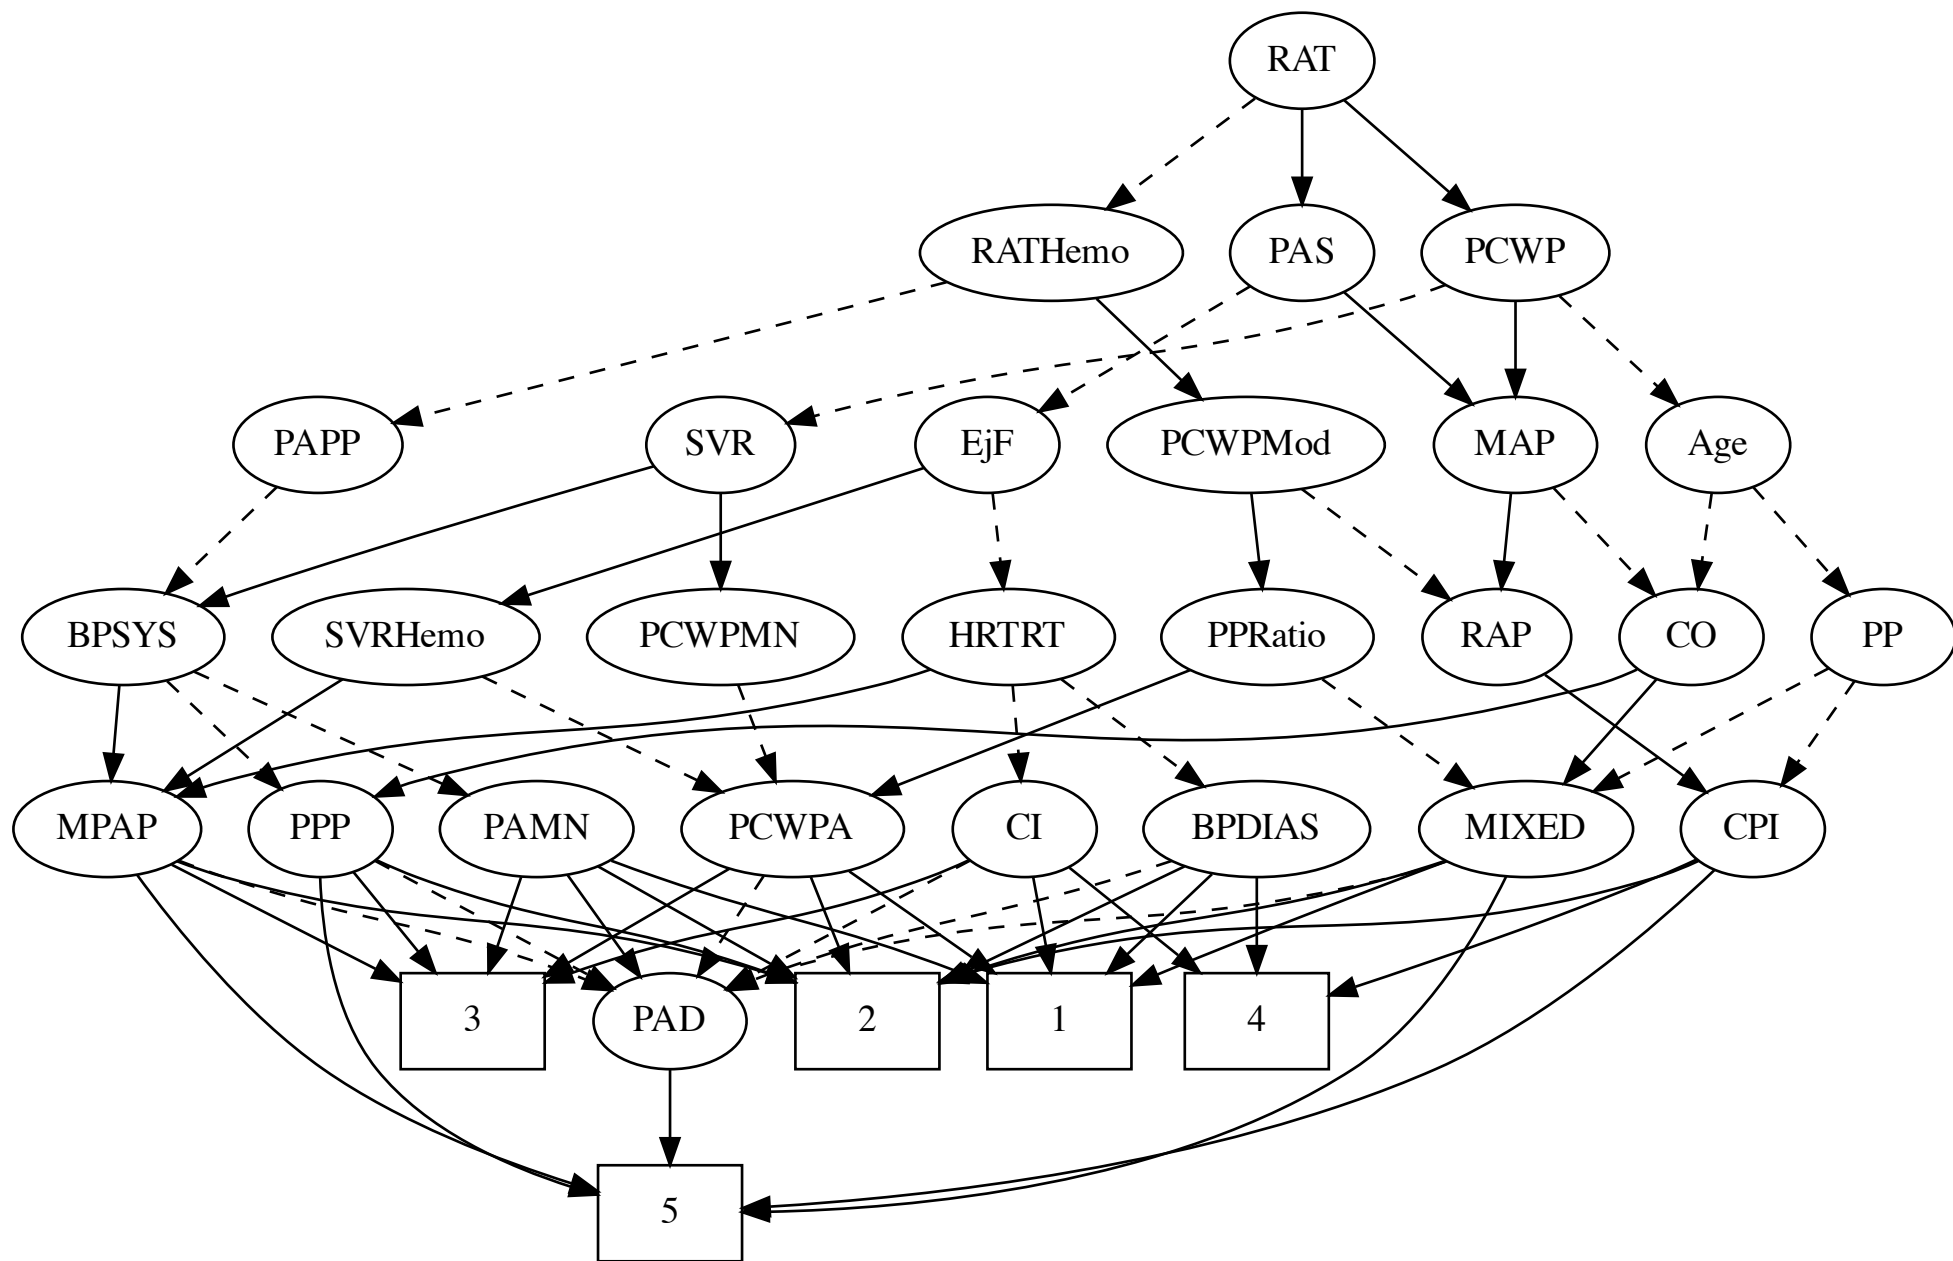 RAT
RATHemo
PAS
PCWP
PAPP
SVR
EjF
PCWPMod
MAP
Age
BPSYS
SVRHemo
PCWPMN
HRTRT
PPRatio
RAP
CO
PP
MPAP
PPP
PAMN
PCWPA
CI
BPDIAS
MIXED
CPI
3
PAD
2
1
4
5